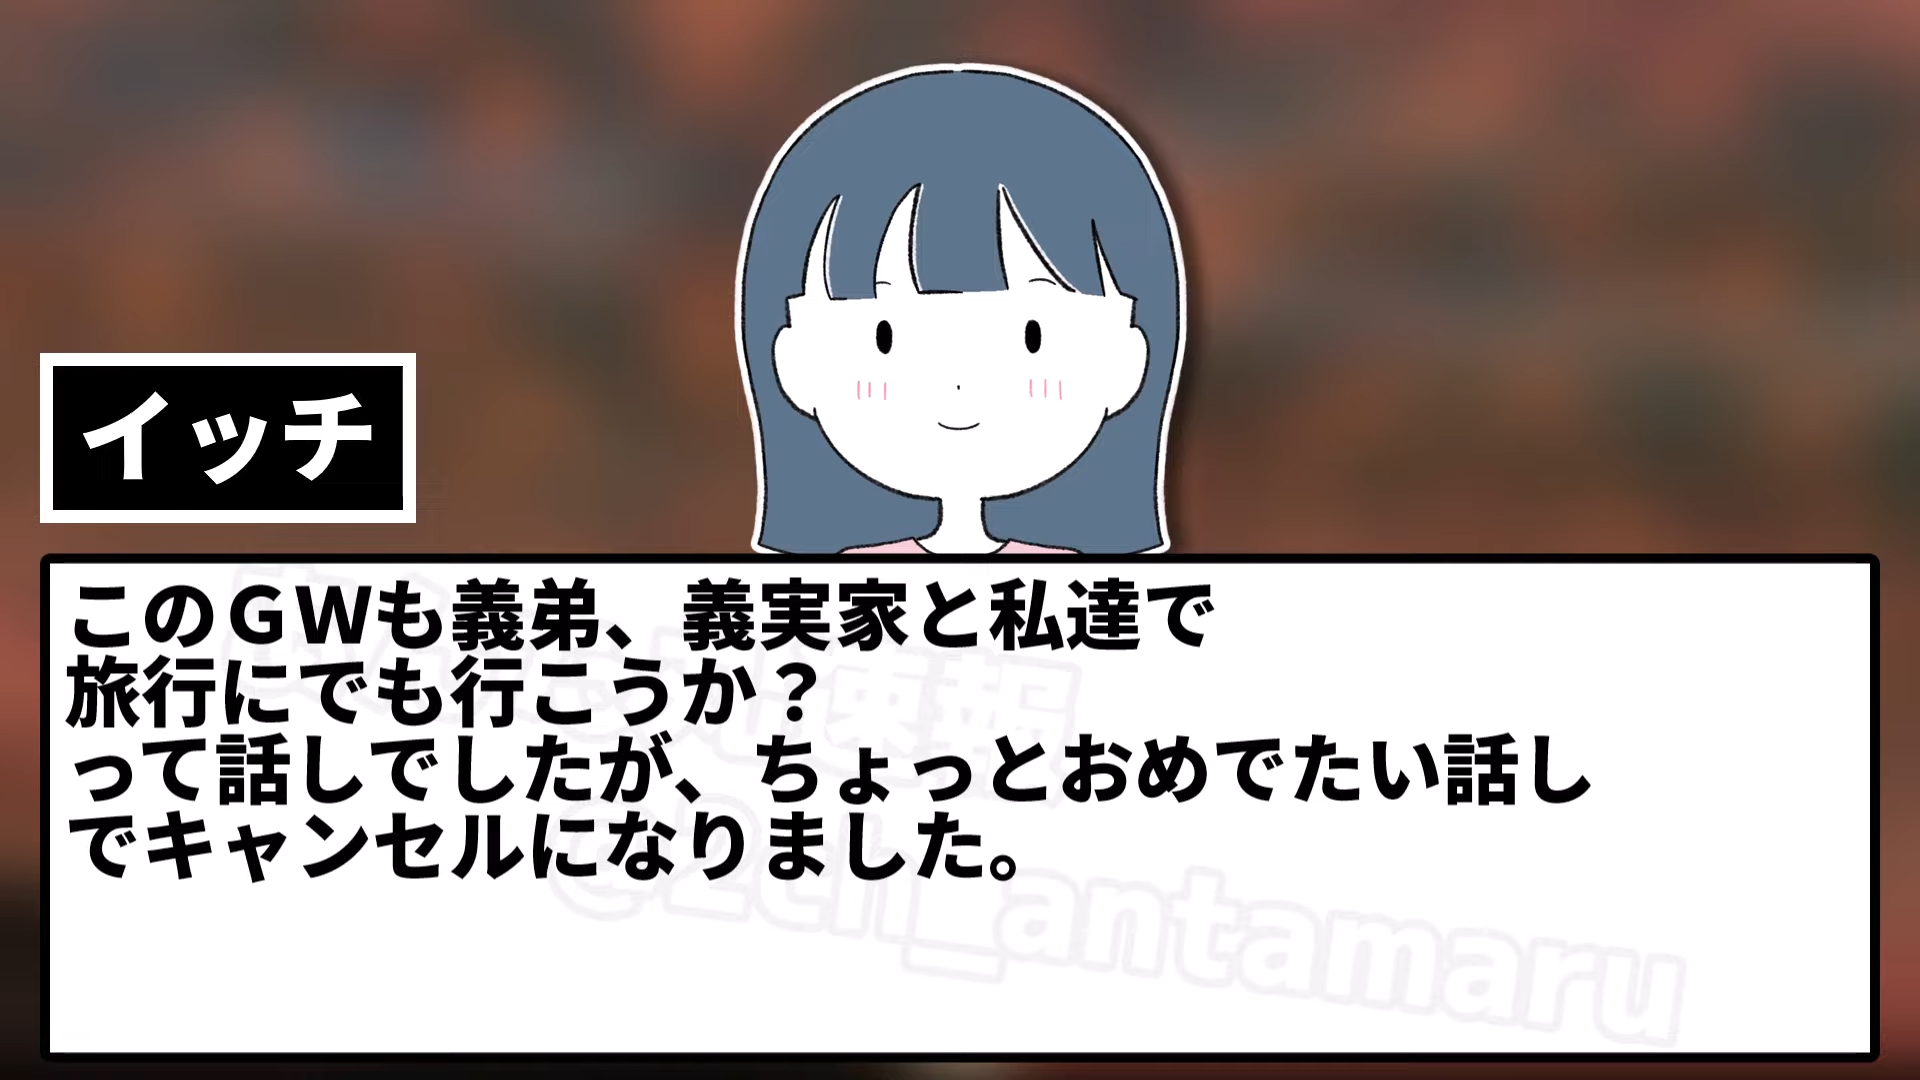 イッチ
このＧＷも義弟、義実家と私達で
旅行にでも行こうか？
って話しでしたが、ちょっとおめでたい話し
でキャンセルになりました。
@2ch_antamaru